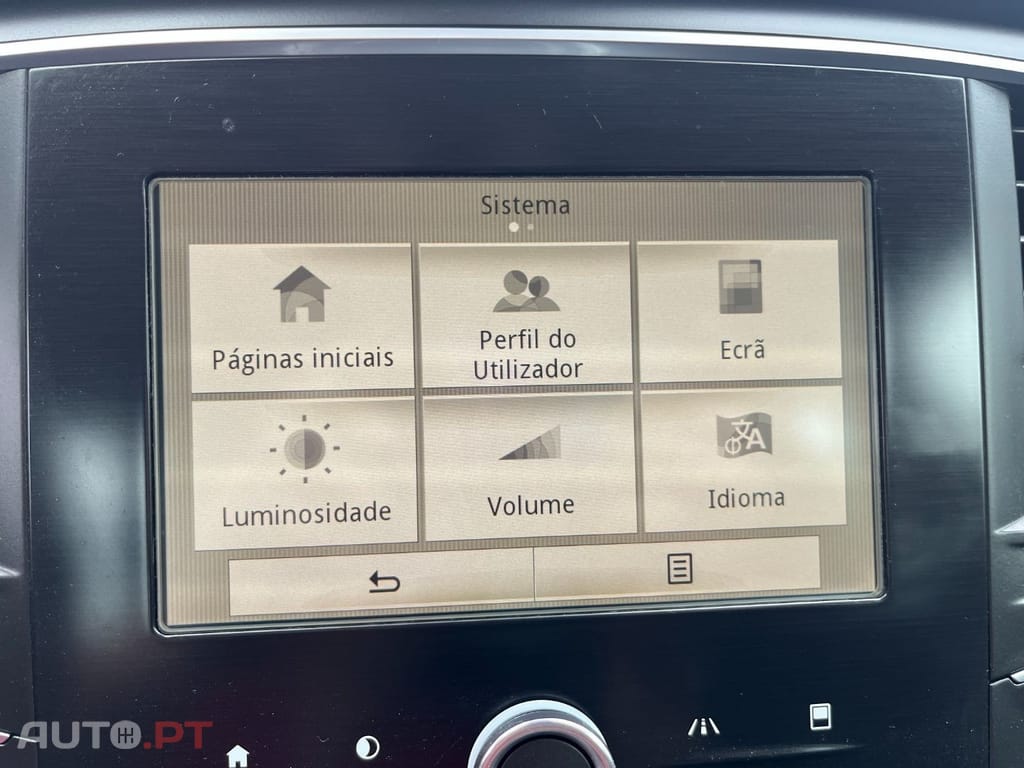 Sistema
Páginas iniciais
Perfil do
Utilizador
Ecrã
Luminosidade
Volume
Idioma
AUTO.PT